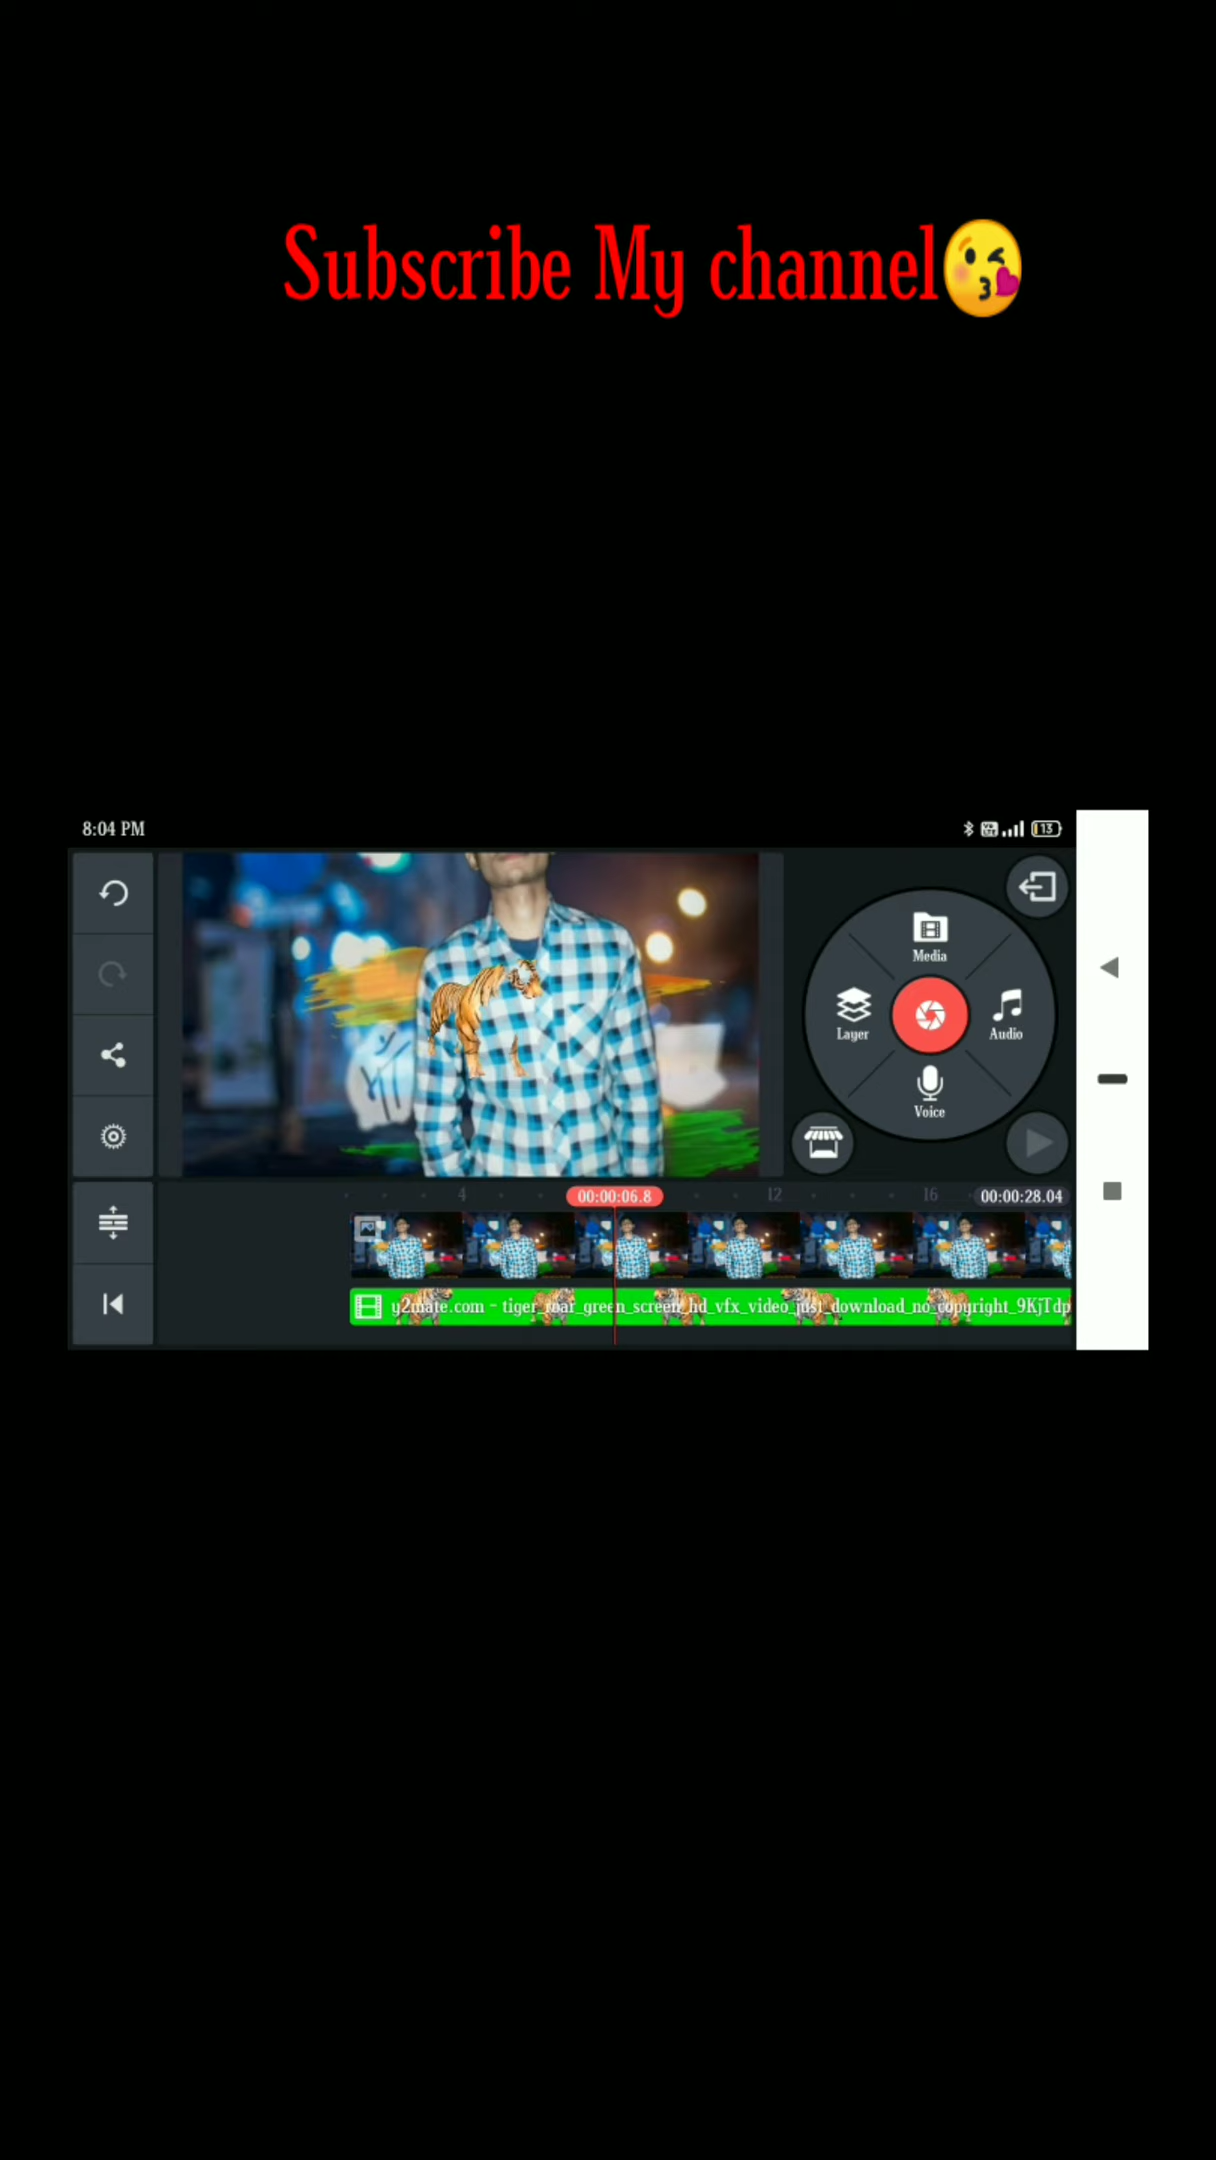 Subscribe My channel😘
8:04 PM
13
Media
Layer
Audio
Voice
4
00:00:06.8
12
16
00:00:28.04
y2mate.com - tiger_roar_green_screen_hd_vfx_video_just_download_no_copyright_9KjTdp